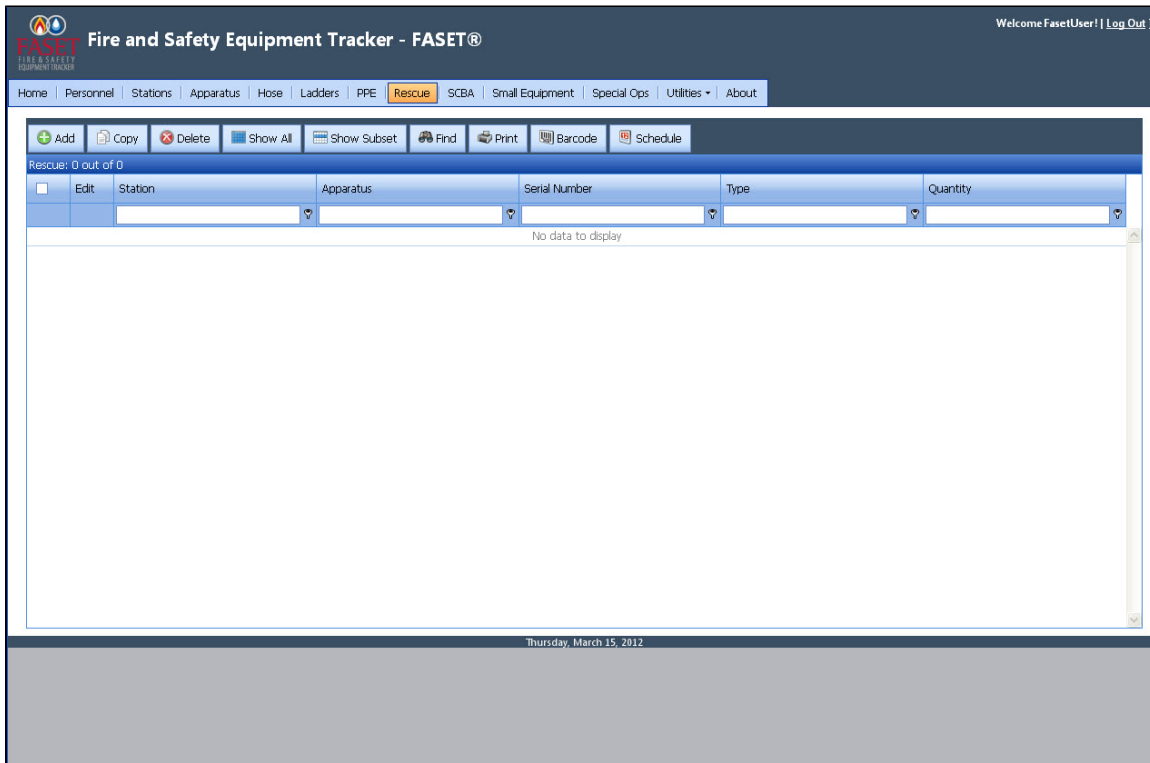 Welcome FasetUser! | Log Out
FASET
FIRE & SAFETY
EQUIPMENT TRACKER
Fire and Safety Equipment Tracker - FASET®
Home | Personnel | Stations | Apparatus | Hose | Ladders | PPE | Rescue SCBA | Small Equipment | Special Ops | Utilities | About
Add Copy Delete Show All Show Subset Find Print Barcode Schedule
Rescue: 0 out of 0
Edit Station Apparatus Serial Number Type Quantity
No data to display
Thursday, March 15, 2012